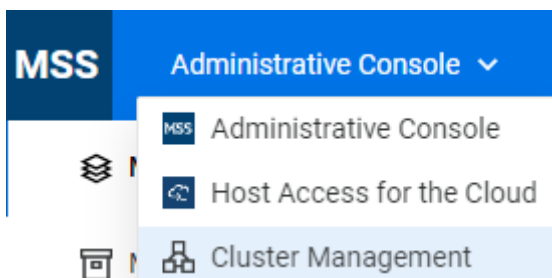 MSS Administrative Console
MSS Administrative Console
Host Access for the Cloud
Cluster Management